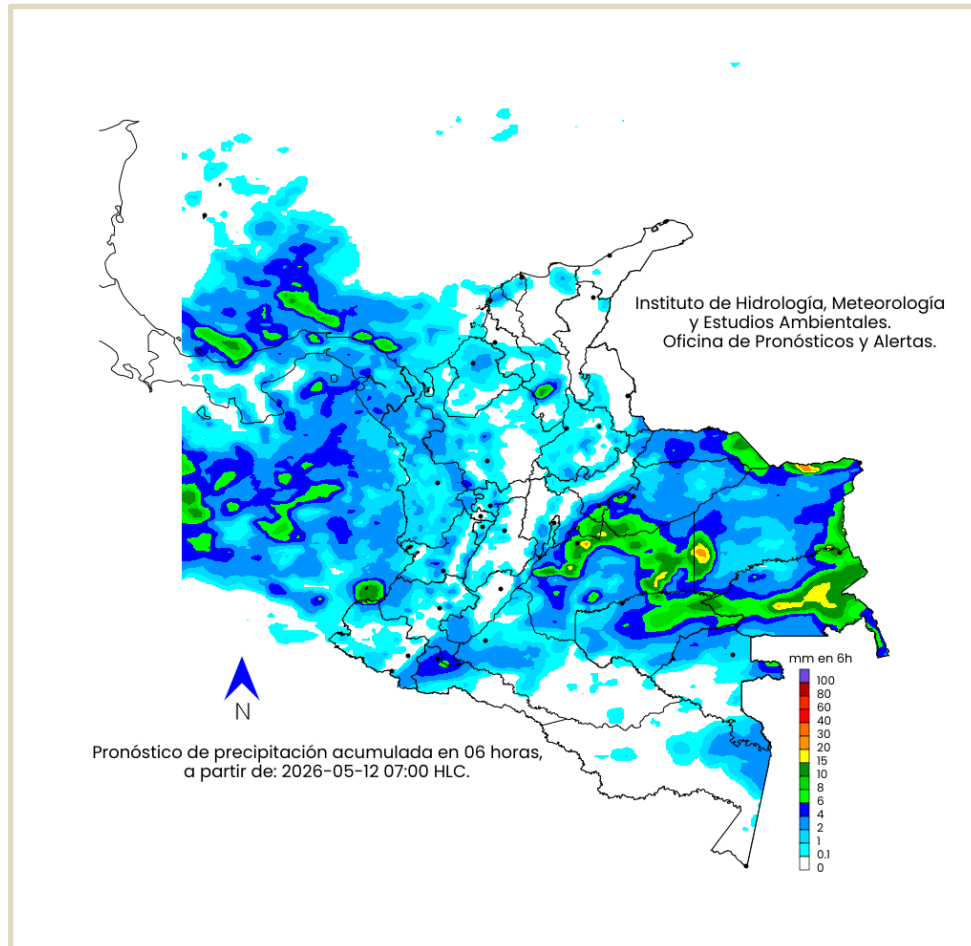 Instituto de Hidrología, Meteorología
y Estudios Ambientales.
Oficina de Pronósticos y Alertas.
N
Pronóstico de precipitación acumulada en 06 horas,
a partir de: 2026-05-12 07:00 HLC.
mm en 6h
100
80
60
40
30
20
15
10
8
6
4
2
1
0.1
0